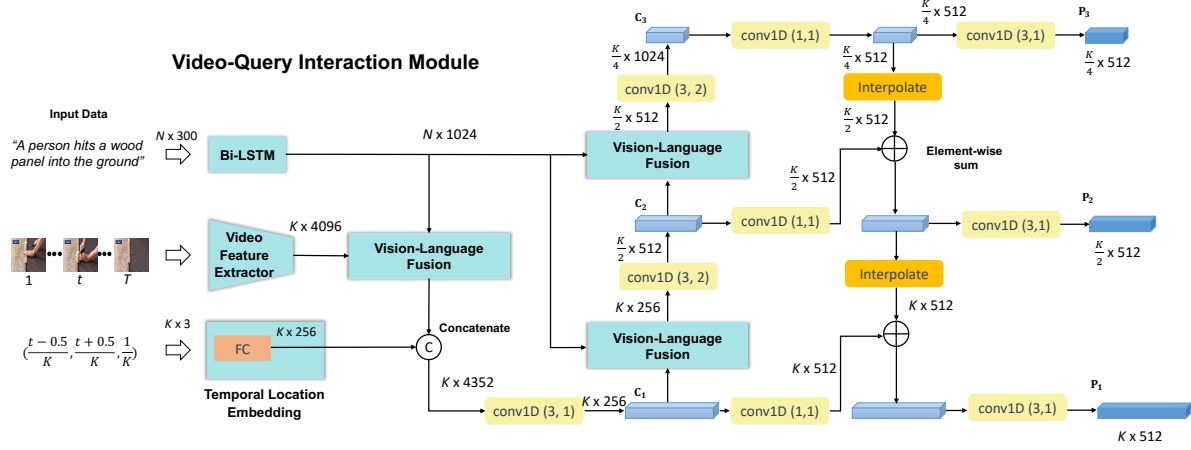 Video-Query Interaction Module
Input Data
“A person hits a wood
panel into the ground”
N x 300
Bi-LSTM
N x 1024
1
t
T
Video
Feature
Extractor
K x 4096
Vision-Language
Fusion
(t − 0.5/K, t + 0.5/K, 1/K)
K x 3
FC
K x 256
Temporal Location
Embedding
Concatenate
C
K x 4352
conv1D (3, 1)
K x 256
C1
Vision-Language
Fusion
K x 256
conv1D (3, 2)
K/2 x 512
C2
Vision-Language
Fusion
K/2 x 512
conv1D (3, 2)
K/4 x 1024
C3
conv1D (1,1)
K/4 x 512
K/4 x 512
conv1D (3,1)
P3
K/4 x 512
Interpolate
K/2 x 512
Element-wise
sum
conv1D (1,1)
K/2 x 512
conv1D (3,1)
P2
K/2 x 512
Interpolate
K x 512
conv1D (1,1)
K x 512
conv1D (3,1)
P1
K x 512